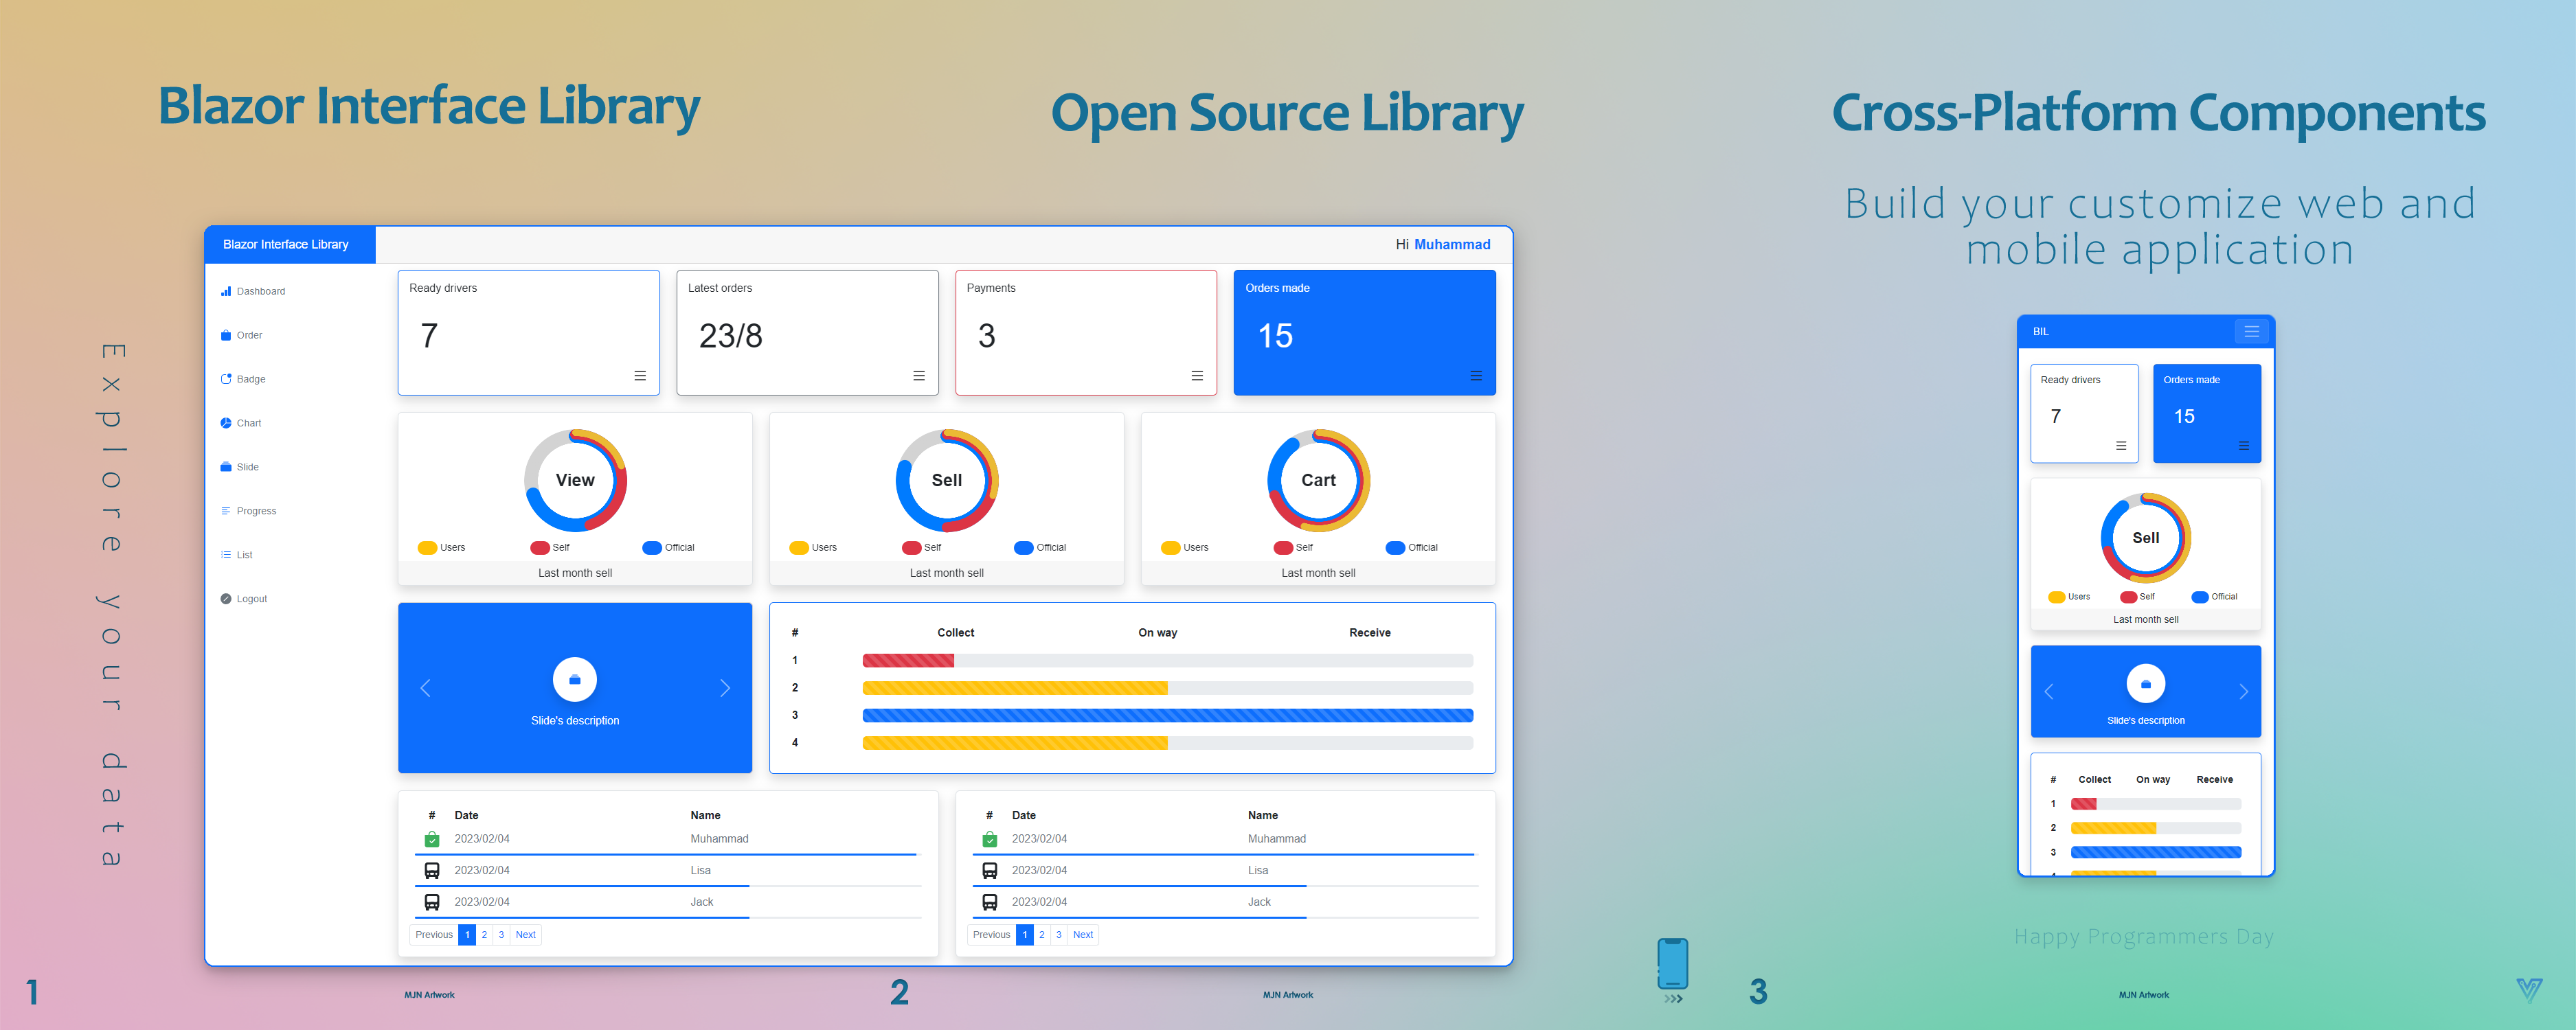 Blazor Interface Library
Open Source Library
Cross-Platform Components
Build your customize web and
mobile application
Explore your data
Blazor Interface Library
Hi Muhammad
Dashboard
Order
Badge
Chart
Slide
Progress
List
Logout
Ready drivers
7
Latest orders
23/8
Payments
3
Orders made
15
View
Users Self Official
Last month sell
Sell
Users Self Official
Last month sell
Cart
Users Self Official
Last month sell
Slide's description
# Collect On way Receive
1
2
3
4
# Date Name
2023/02/04 Muhammad
2023/02/04 Lisa
2023/02/04 Jack
Previous 1 2 3 Next
# Date Name
2023/02/04 Muhammad
2023/02/04 Lisa
2023/02/04 Jack
Previous 1 2 3 Next
BIL
Ready drivers
7
Orders made
15
Sell
Users Self Official
Last month sell
Slide's description
# Collect On way Receive
1
2
3
Happy Programmers Day
1
MJN Artwork
2
MJN Artwork
3
MJN Artwork